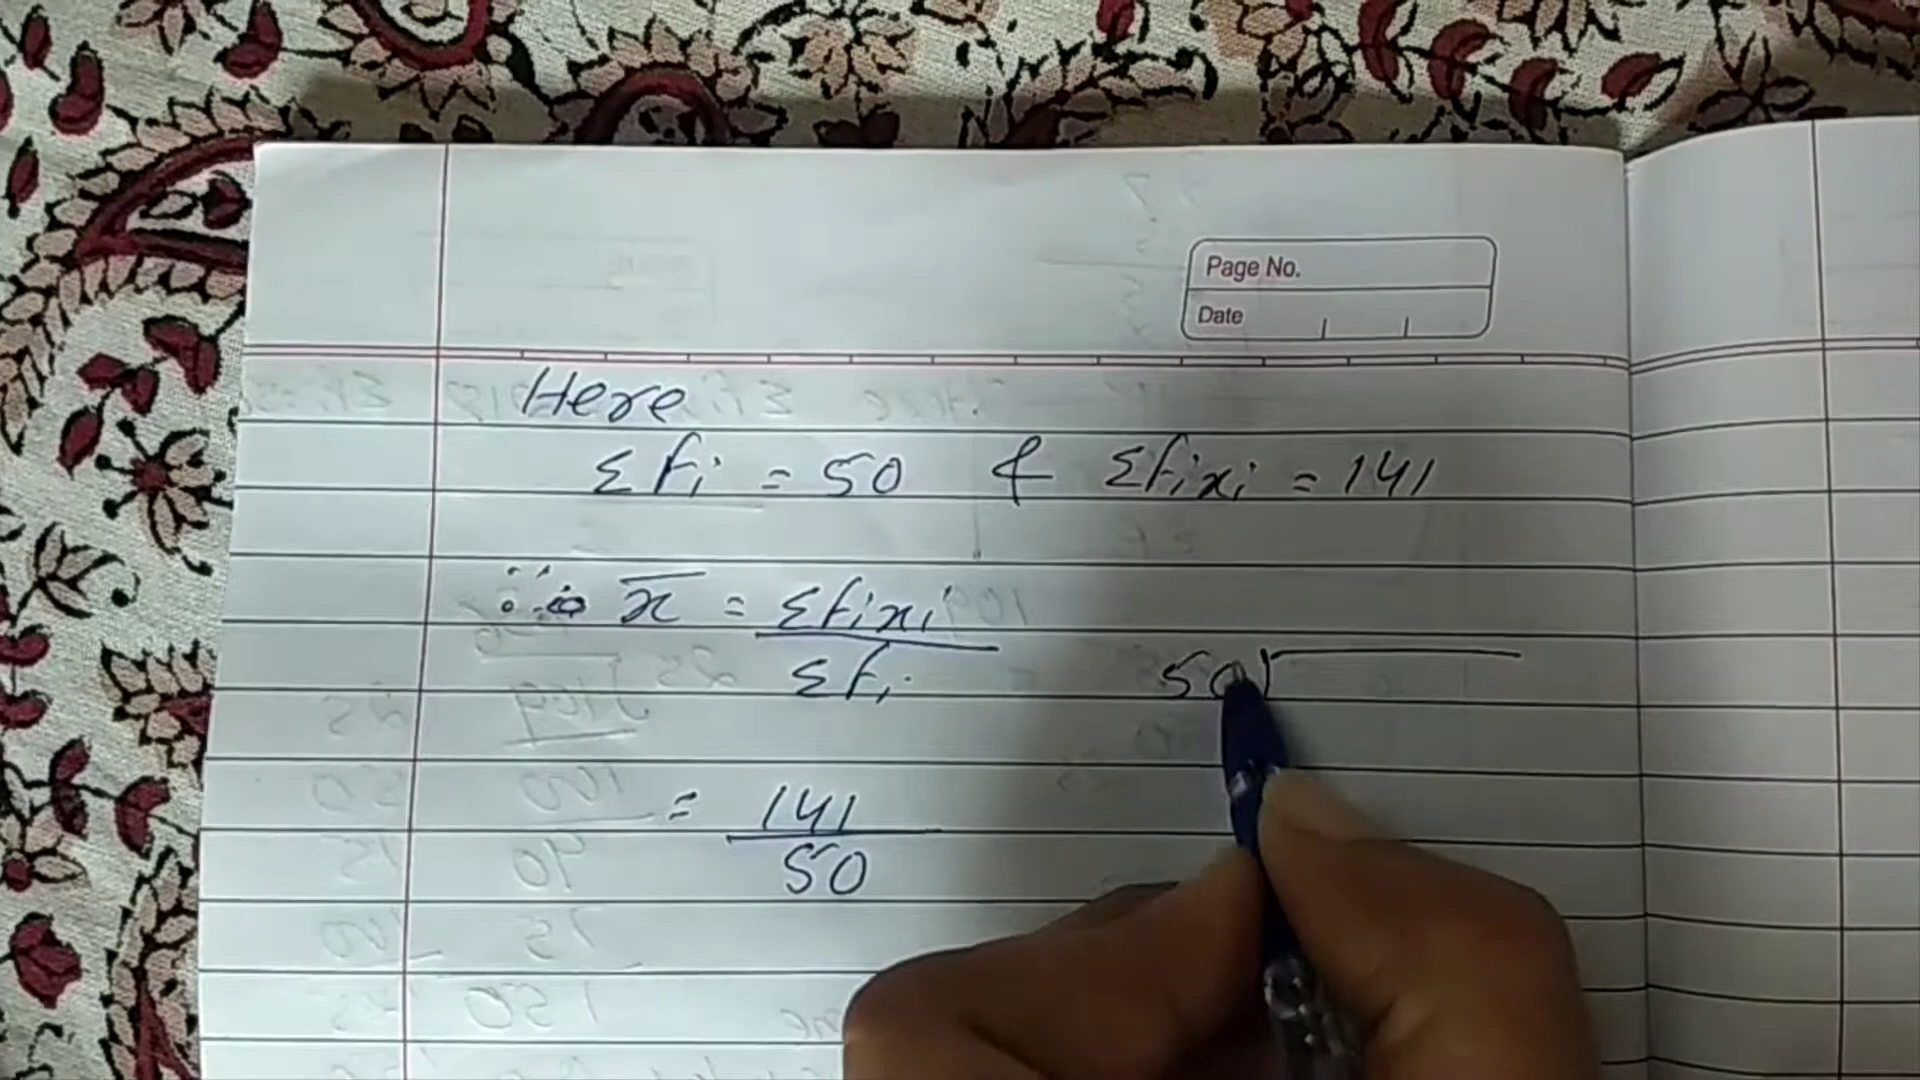 Page No.
Date
Here
Σfi = 50 & Σfixi = 141
∴ x̄ = Σfixi
Σfi
50)
= 141
50